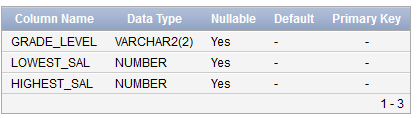 Column Name Data Type Nullable Default Primary Key
GRADE_LEVEL VARCHAR2(2) Yes - -
LOWEST_SAL NUMBER Yes - -
HIGHEST_SAL NUMBER Yes - -
1 - 3